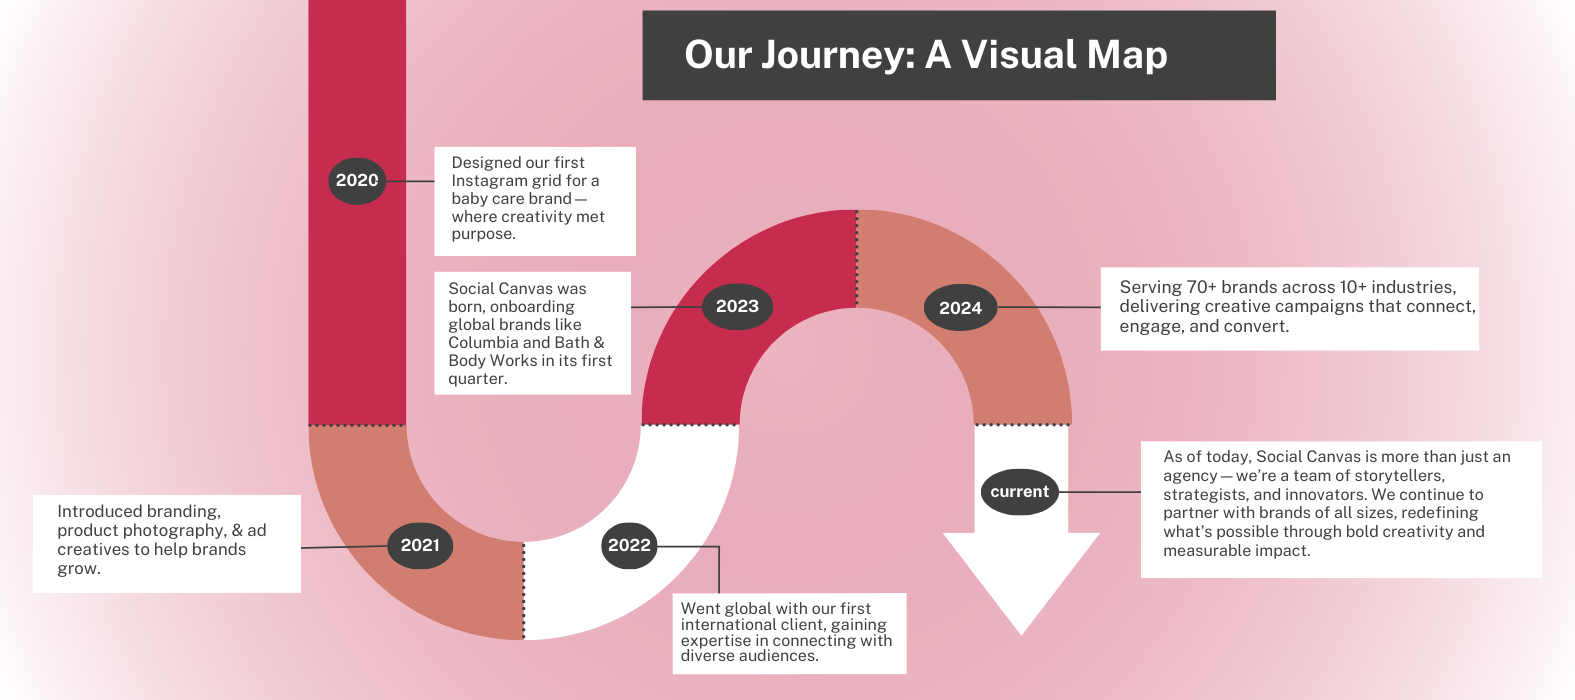 Our Journey: A Visual Map
2020
Designed our first
Instagram grid for a
baby care brand—
where creativity met
purpose.
Introduced branding,
product photography, & ad
creatives to help brands
grow.
2021
2022
Went global with our first
international client, gaining
expertise in connecting with
diverse audiences.
Social Canvas was
born, onboarding
global brands like
Columbia and Bath &
Body Works in its first
quarter.
2023
2024
Serving 70+ brands across 10+ industries,
delivering creative campaigns that connect,
engage, and convert.
current
As of today, Social Canvas is more than just an
agency—we’re a team of storytellers,
strategists, and innovators. We continue to
partner with brands of all sizes, redefining
what’s possible through bold creativity and
measurable impact.